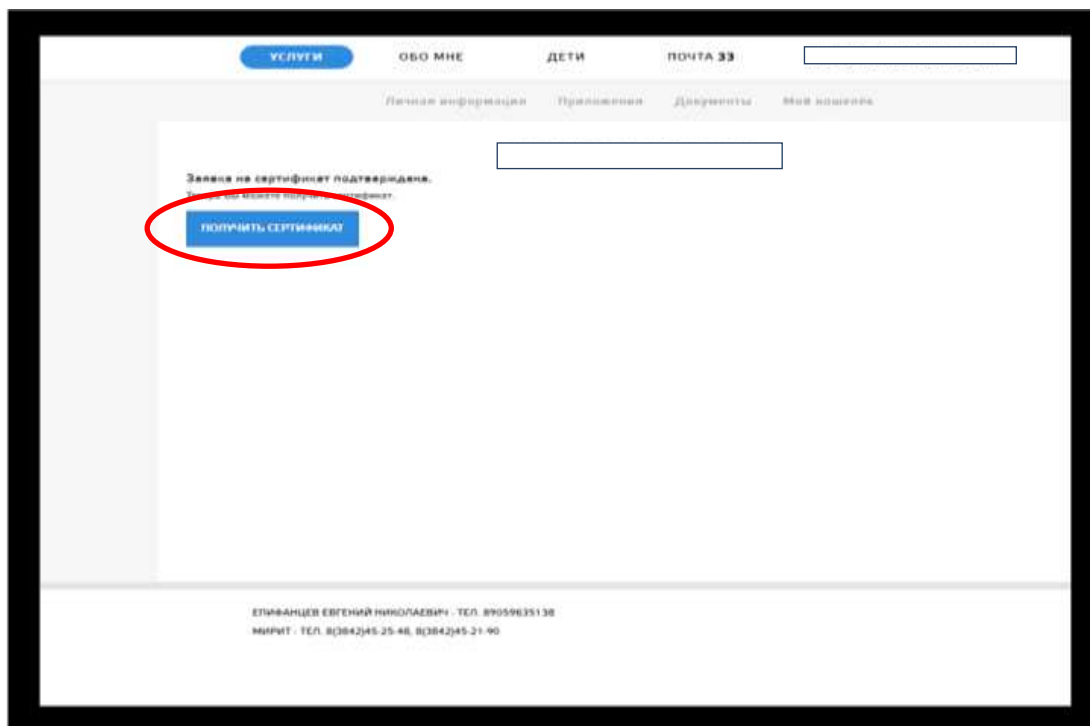 УСЛУГИ ОБО МНЕ ДЕТИ ПОЧТА 33
Личная информация Приложения Документы Мой кошелёк
Заявка на сертификат подтверждена.
Теперь Вы можете получить сертификат.
ПОЛУЧИТЬ СЕРТИФИКАТ
ЕПИФАНЦЕВ ЕВГЕНИЙ НИКОЛАЕВИЧ - ТЕЛ. 89059635138
МИРИТ - ТЕЛ. 8(3842)45-25-48, 8(3842)45-21-90